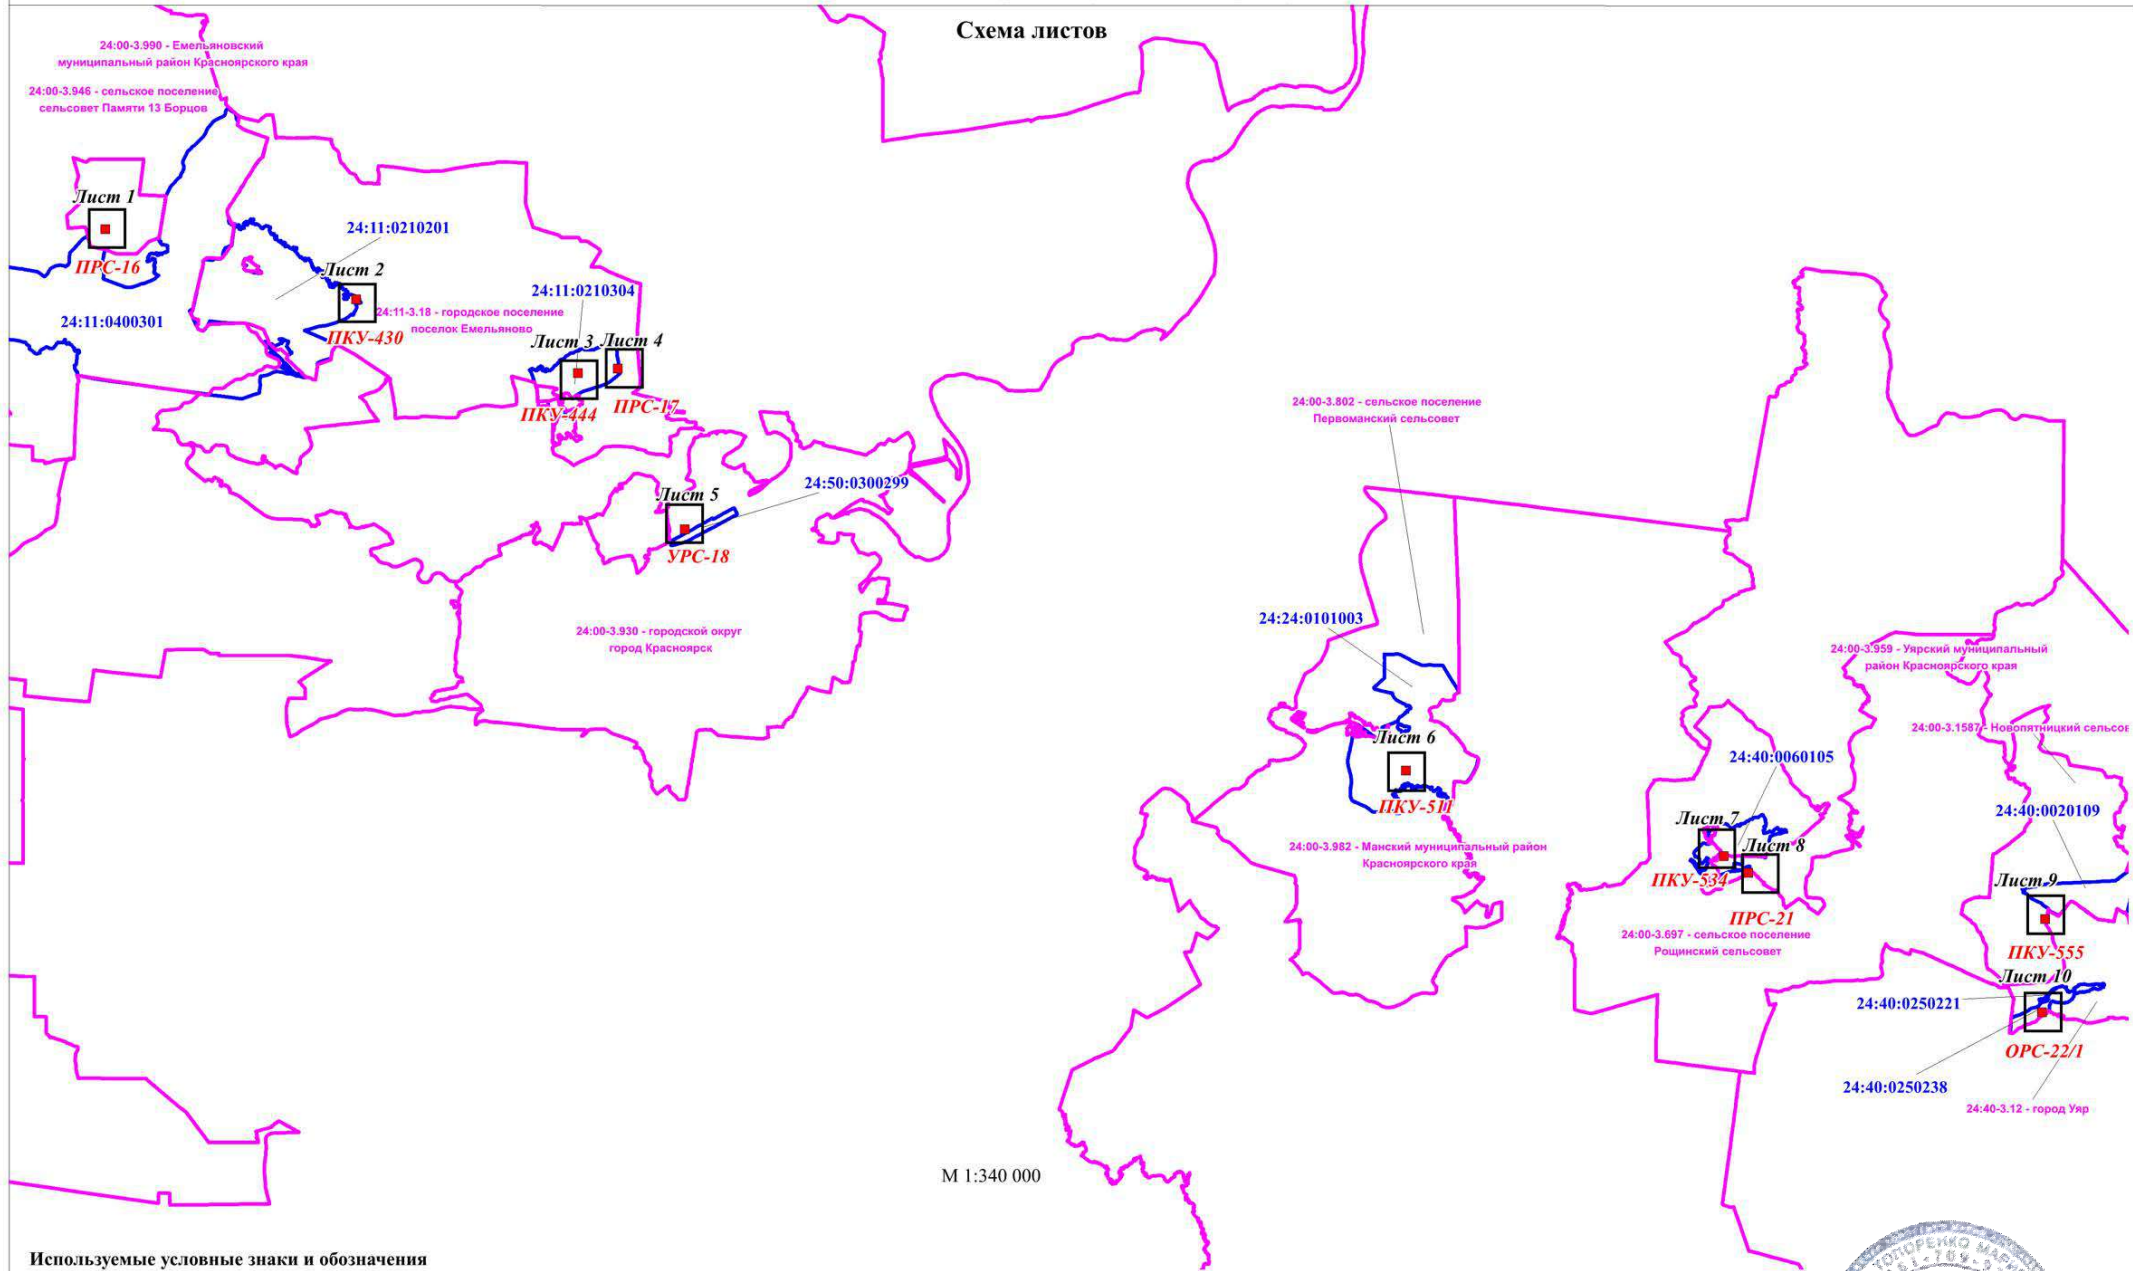 Схема листов
24:00-3.990 - Емельяновский
муниципальный район Красноярского края
24:00-3.946 - сельское поселение
сельсовет Памяти 13 Борцов
Лист 1
ПРС-16
24:11:0210201
Лист 2
24:11:0400301
ПКУ-430
24:11-3.18 - городское поселение
поселок Емельяново
24:11:0210304
Лист 3
Лист 4
ПКУ-444
ПРС-17
24:50:0300299
Лист 5
УРС-18
24:00-3.930 - городской округ
город Красноярск
24:00-3.802 - сельское поселение
Первоманский сельсовет
24:24:0101003
Лист 6
ПКУ-511
24:00-3.982 - Манский муниципальный район
Красноярского края
24:00-3.959 - Уярский муниципальный
район Красноярского края
24:00-3.1587 - Новопятницкий сельсов
24:40:0060105
24:40:0020109
Лист 7
Лист 8
ПКУ-534
ПРС-21
24:00-3.697 - сельское поселение
Рощинский сельсовет
Лист 9
ПКУ-555
Лист 10
24:40:0250221
ОРС-22/1
24:40:0250238
24:40-3.12 - город Уяр
М 1:340 000
Используемые условные знаки и обозначения